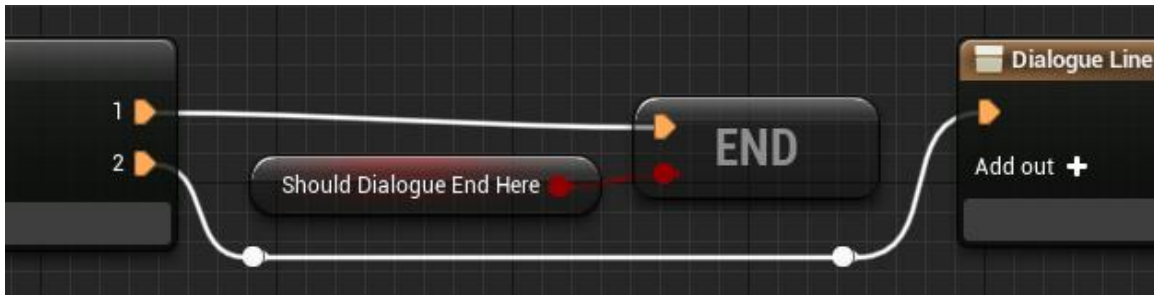 1
2
Should Dialogue End Here
END
Dialogue Line
Add out +